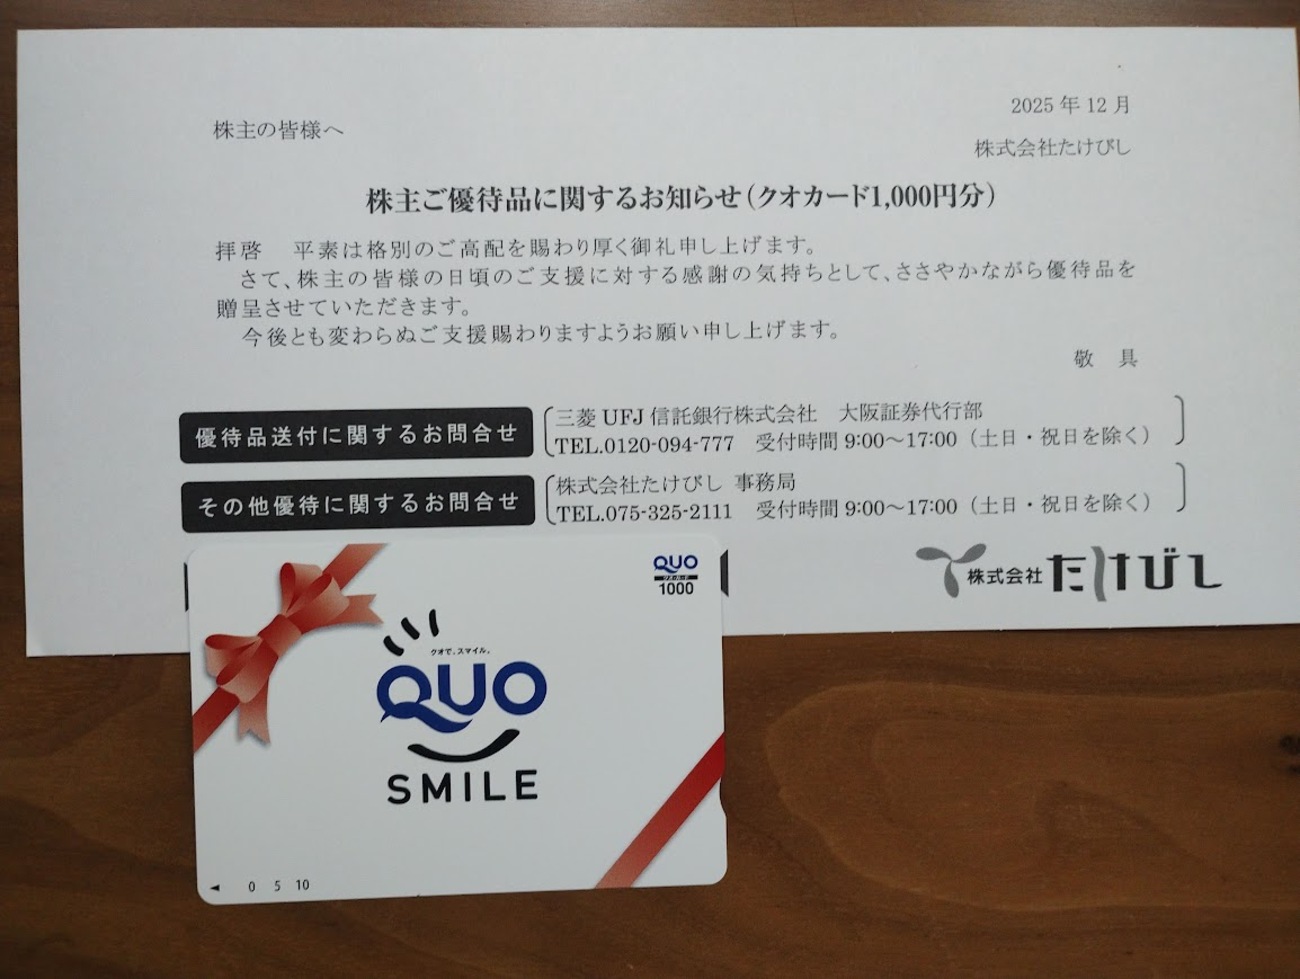 2025年12月
株主の皆様へ
株式会社たけびし
株主ご優待品に関するお知らせ（クオカード1,000円分）
拝啓　平素は格別のご高配を賜わり厚く御礼申し上げます。
さて、株主の皆様の日頃のご支援に対する感謝の気持ちとして、ささやかながら優待品を
贈呈させていただきます。
今後とも変わらぬご支援賜わりますようお願い申し上げます。
敬　具
優待品送付に関するお問合せ
三菱UFJ信託銀行株式会社　大阪証券代行部
TEL.0120-094-777　受付時間9:00～17:00（土日・祝日を除く）
その他優待に関するお問合せ
株式会社たけびし 事務局
TEL.075-325-2111　受付時間9:00～17:00（土日・祝日を除く）
株式会社たけびし
QUO
クオ・カード
1000
クオで、スマイル。
QUO
SMILE
0 5 10